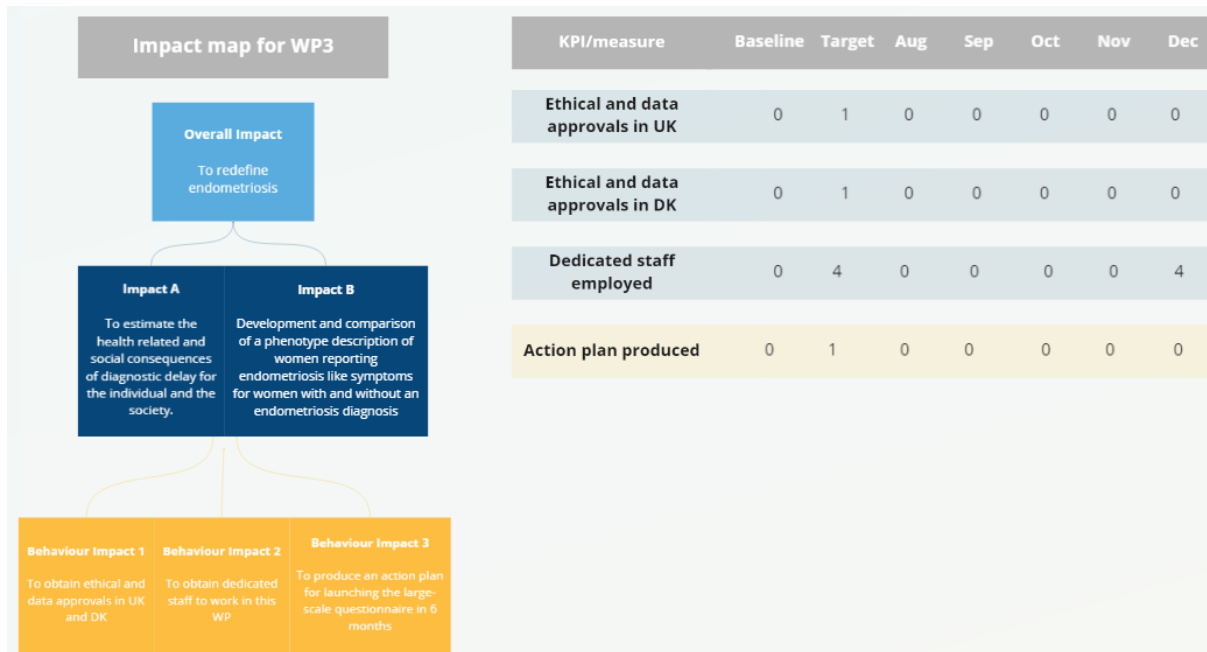 Impact map for WP3
Overall Impact
To redefine
endometriosis
Impact A
To estimate the
health related and
social consequences
of diagnostic delay for
the individual and the
society.
Impact B
Development and comparison
of a phenotype description of
women reporting
endometriosis like symptoms
for women with and without an
endometriosis diagnosis
Behaviour Impact 1
To obtain ethical and
data approvals in UK
and DK
Behaviour Impact 2
To obtain dedicated
staff to work in this
WP
Behaviour Impact 3
To produce an action plan
for launching the large-
scale questionnaire in 6
months
KPI/measure Baseline Target Aug Sep Oct Nov Dec
Ethical and data
approvals in UK 0 1 0 0 0 0 0
Ethical and data
approvals in DK 0 1 0 0 0 0 0
Dedicated staff
employed 0 4 0 0 0 0 4
Action plan produced 0 1 0 0 0 0 0